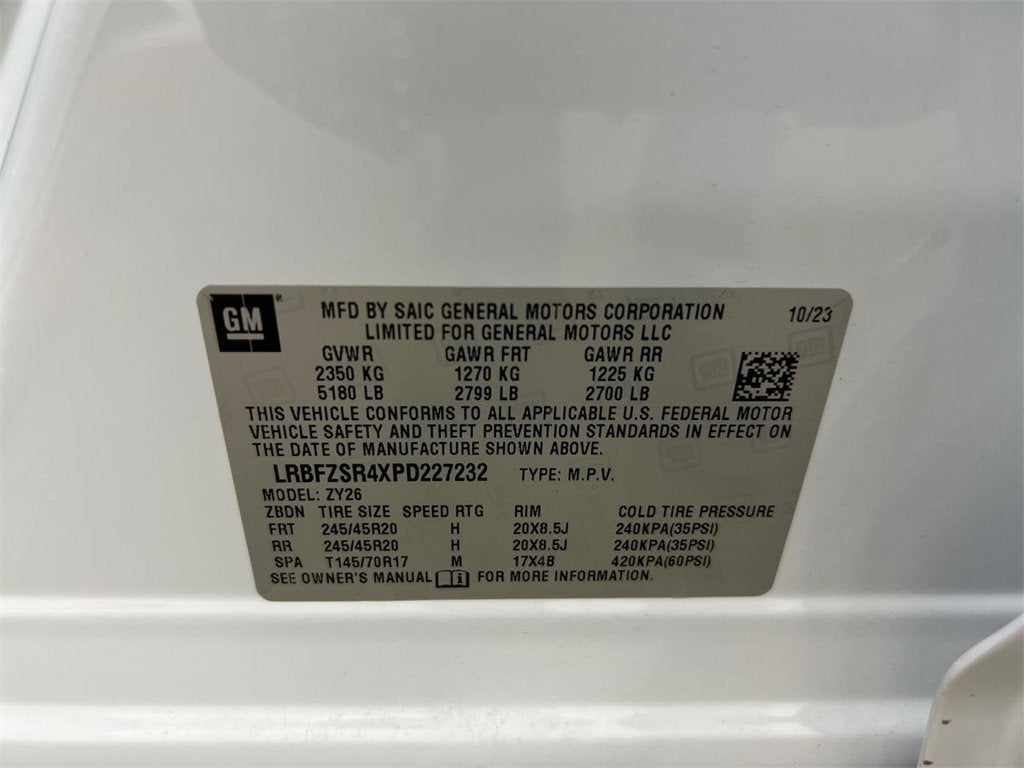 GM ®
MFD BY SAIC GENERAL MOTORS CORPORATION 10/23
LIMITED FOR GENERAL MOTORS LLC
GVWR GAWR FRT GAWR RR
2350 KG 1270 KG 1225 KG
5180 LB 2799 LB 2700 LB
THIS VEHICLE CONFORMS TO ALL APPLICABLE U.S. FEDERAL MOTOR
VEHICLE SAFETY AND THEFT PREVENTION STANDARDS IN EFFECT ON
THE DATE OF MANUFACTURE SHOWN ABOVE.
LRBFZSR4XPD227232 TYPE: M.P.V.
MODEL: ZY26
ZBDN TIRE SIZE SPEED RTG RIM COLD TIRE PRESSURE
FRT 245/45R20 H 20X8.5J 240KPA(35PSI)
RR 245/45R20 H 20X8.5J 240KPA(35PSI)
SPA T145/70R17 M 17X4B 420KPA(60PSI)
SEE OWNER'S MANUAL i FOR MORE INFORMATION.